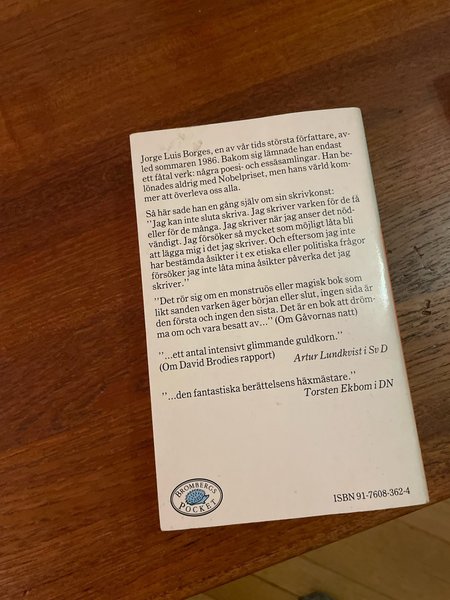 Jorge Luis Borges, en av vår tids största författare, av-
led sommaren 1986. Bakom sig lämnade han endast
ett fåtal verk: några poesi- och essäsamlingar. Han be-
lönades aldrig med Nobelpriset, men hans värld kom-
mer att överleva oss alla.
Så här sade han en gång själv om sin skrivkonst:
"Jag kan inte sluta skriva. Jag skriver varken för de få
eller för de många. Jag skriver när jag anser det nöd-
vändigt. Jag försöker så mycket som möjligt låta bli
att lägga mig i det jag skriver. Och eftersom jag inte
har bestämda åsikter i t ex etiska eller politiska frågor
försöker jag inte låta mina åsikter påverka det jag
skriver."
"Det rör sig om en monstruös eller magisk bok som
likt sanden varken äger början eller slut, ingen sida är
den första och ingen den sista. Det är en bok att dröm-
ma om och vara besatt av..." (Om Gåvornas natt)
"...ett antal intensivt glimmande guldkorn."
(Om David Brodies rapport) Artur Lundkvist i Sv D
"...den fantastiska berättelsens häxmästare."
Torsten Ekbom i DN
BROMBERGS
POCKET
ISBN 91-7608-362-4